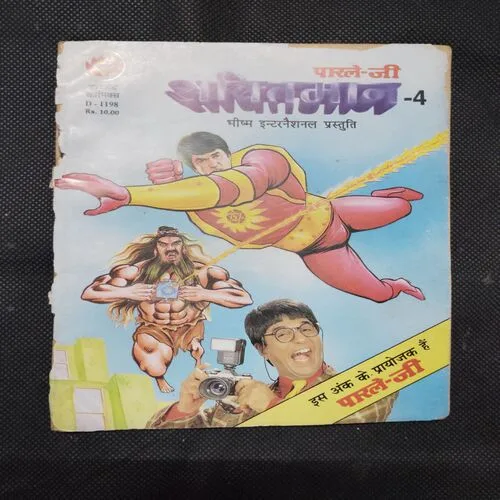 पारले-जी
शक्तिमान -4
भीष्म इन्टरनैशनल प्रस्तुति
कॉमिक्स
D - 1198
Rs. 10.00
इस अंक के प्रायोजक हैं
पारले-जी